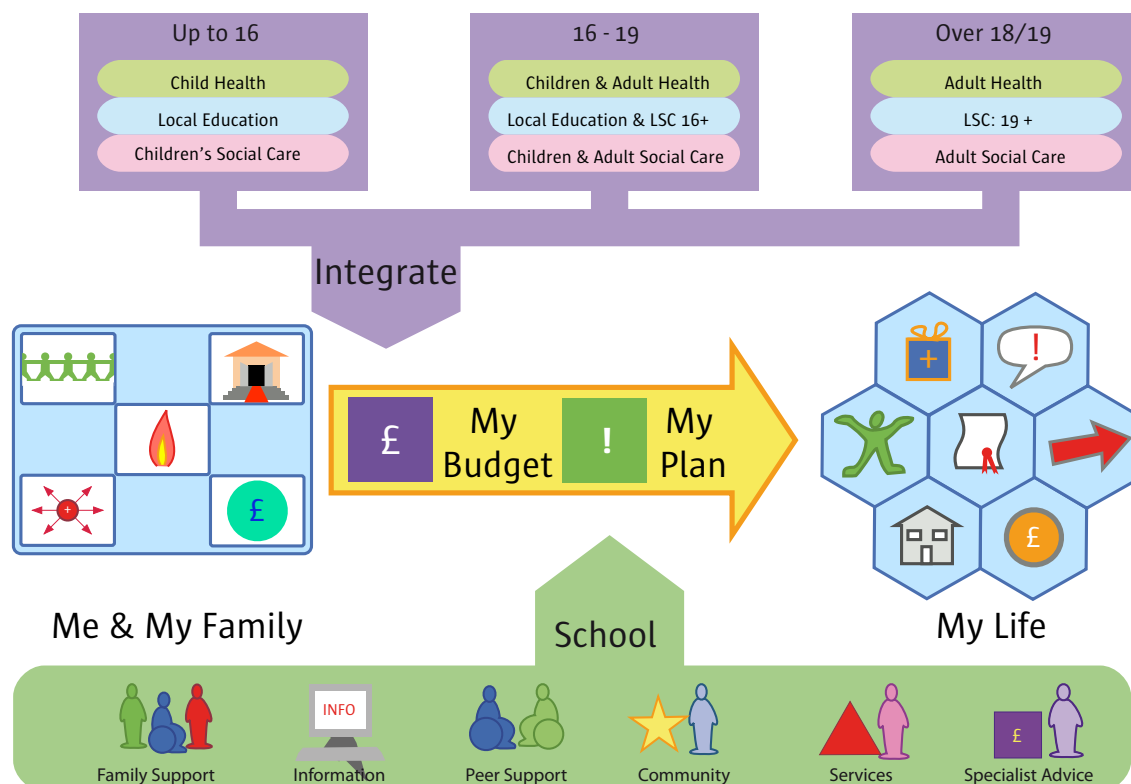 Up to 16
Child Health
Local Education
Children's Social Care
16 - 19
Children & Adult Health
Local Education & LSC 16+
Children & Adult Social Care
Over 18/19
Adult Health
LSC: 19 +
Adult Social Care
Integrate
£
My
Budget
!
My
Plan
+
£
+
!
£
Me & My Family
School
My Life
INFO
£
Family Support
Information
Peer Support
Community
Services
Specialist Advice